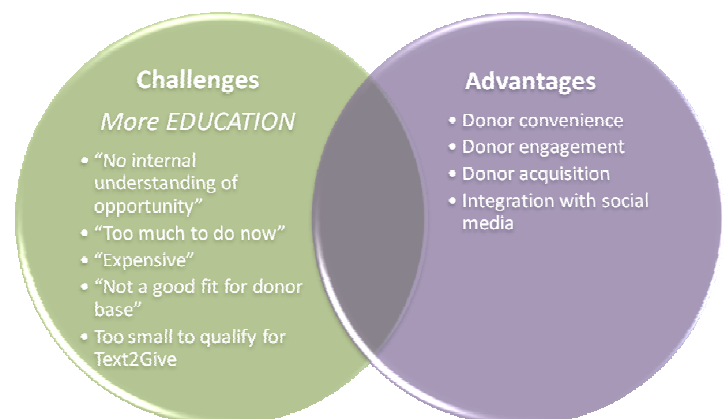 Challenges
More EDUCATION
• “No internal
understanding of
opportunity”
• “Too much to do now”
• “Expensive”
• “Not a good fit for donor
base”
• Too small to qualify for
Text2Give
Advantages
• Donor convenience
• Donor engagement
• Donor acquisition
• Integration with social
media